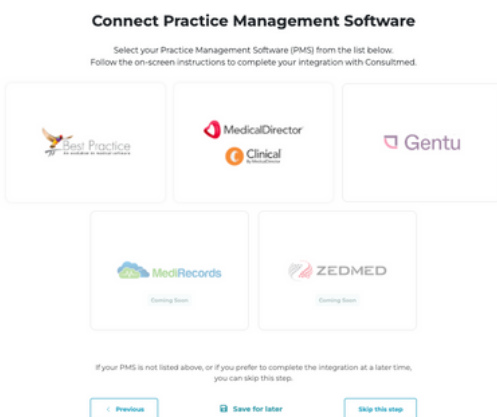 Connect Practice Management Software
Select your Practice Management Software (PMS) from the list below.
Follow the on-screen instructions to complete your integration with Consultmed.
Best Practice
MedicalDirector
Clinical
By MedicalDirector
Gentu
MediRecords
Coming Soon
ZEDMED
Coming Soon
If your PMS is not listed above, or if you prefer to complete the integration at a later time,
you can skip this step.
Previous
Save for later
Skip this step